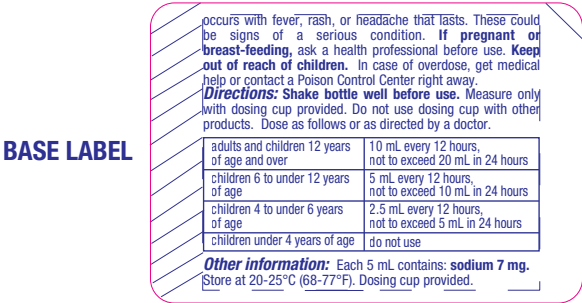 occurs with fever, rash, or headache that lasts. These could
be signs of a serious condition. If pregnant or
breast-feeding, ask a health professional before use. Keep
out of reach of children. In case of overdose, get medical
help or contact a Poison Control Center right away.
Directions: Shake bottle well before use. Measure only
with dosing cup provided. Do not use dosing cup with other
products. Dose as follows or as directed by a doctor.
BASE LABEL
adults and children 12 years of age and over | 10 mL every 12 hours, not to exceed 20 mL in 24 hours
children 6 to under 12 years of age | 5 mL every 12 hours, not to exceed 10 mL in 24 hours
children 4 to under 6 years of age | 2.5 mL every 12 hours, not to exceed 5 mL in 24 hours
children under 4 years of age | do not use
Other information: Each 5 mL contains: sodium 7 mg.
Store at 20-25°C (68-77°F). Dosing cup provided.